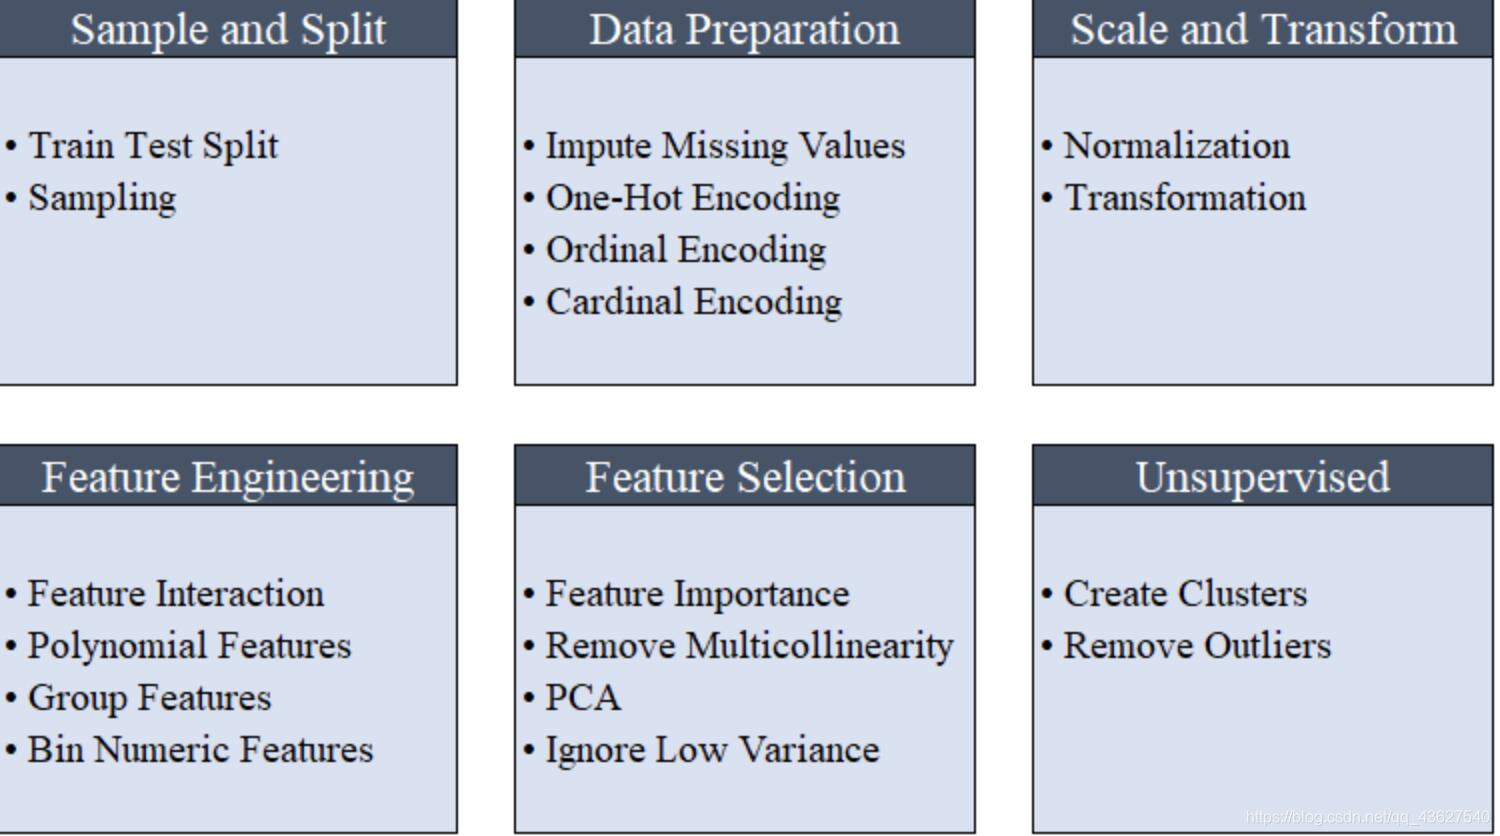 Sample and Split
• Train Test Split
• Sampling
Data Preparation
• Impute Missing Values
• One-Hot Encoding
• Ordinal Encoding
• Cardinal Encoding
Scale and Transform
• Normalization
• Transformation
Feature Engineering
• Feature Interaction
• Polynomial Features
• Group Features
• Bin Numeric Features
Feature Selection
• Feature Importance
• Remove Multicollinearity
• PCA
• Ignore Low Variance
Unsupervised
• Create Clusters
• Remove Outliers
https://blog.csdn.net/qq_43627540